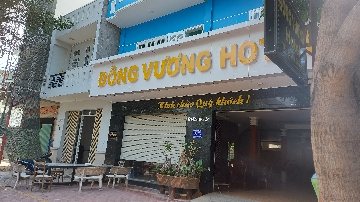 ĐÔNG VƯƠNG HOT
Kính chào Quý khách !